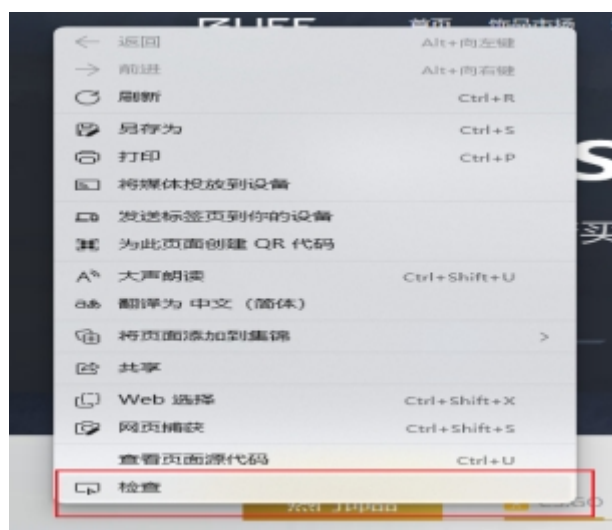 首页 饰品市场
返回 Alt+向左键
前进 Alt+向右键
刷新 Ctrl+R
另存为 Ctrl+S
打印 Ctrl+P
将媒体投放到设备
发送标签页到你的设备
为此页面创建 QR 代码
大声朗读 Ctrl+Shift+U
翻译为 中文（简体）
将页面添加到集锦
共享
Web 选择 Ctrl+Shift+X
网页捕获 Ctrl+Shift+S
查看页面源代码 Ctrl+U
检查